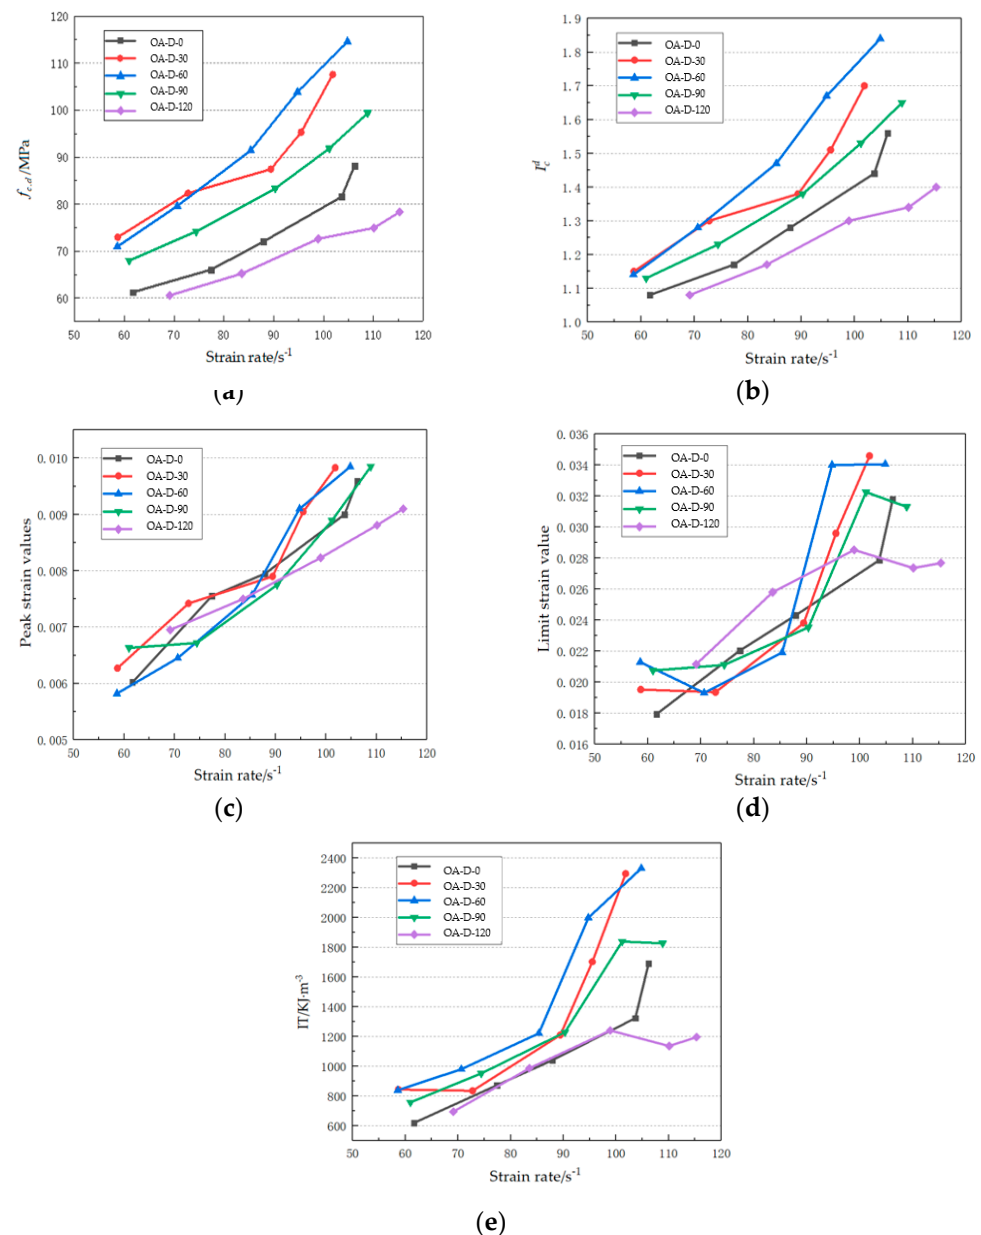 120
110
100
90
80
70
60
f c,d /MPa
OA-D-0
OA-D-30
OA-D-60
OA-D-90
OA-D-120
50 60 70 80 90 100 110 120
Strain rate/s-1
(a)
1.9
1.8
1.7
1.6
1.5
1.4
1.3
1.2
1.1
1.0
I c d
OA-D-0
OA-D-30
OA-D-60
OA-D-90
OA-D-120
50 60 70 80 90 100 110 120
Strain rate/s-1
(b)
0.010
0.009
0.008
0.007
0.006
0.005
Peak strain values
OA-D-0
OA-D-30
OA-D-60
OA-D-90
OA-D-120
50 60 70 80 90 100 110 120
Strain rate/s-1
(c)
0.036
0.034
0.032
0.030
0.028
0.026
0.024
0.022
0.020
0.018
0.016
Limit strain value
OA-D-0
OA-D-30
OA-D-60
OA-D-90
OA-D-120
50 60 70 80 90 100 110 120
Strain rate/s-1
(d)
2400
2200
2000
1800
1600
1400
1200
1000
800
600
IT/KJ·m-3
OA-D-0
OA-D-30
OA-D-60
OA-D-90
OA-D-120
50 60 70 80 90 100 110 120
Strain rate/s-1
(e)